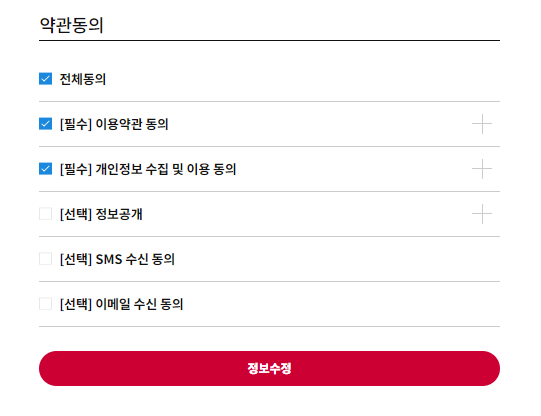 약관동의
전체동의
[필수] 이용약관 동의
[필수] 개인정보 수집 및 이용 동의
[선택] 정보공개
[선택] SMS 수신 동의
[선택] 이메일 수신 동의
정보수정